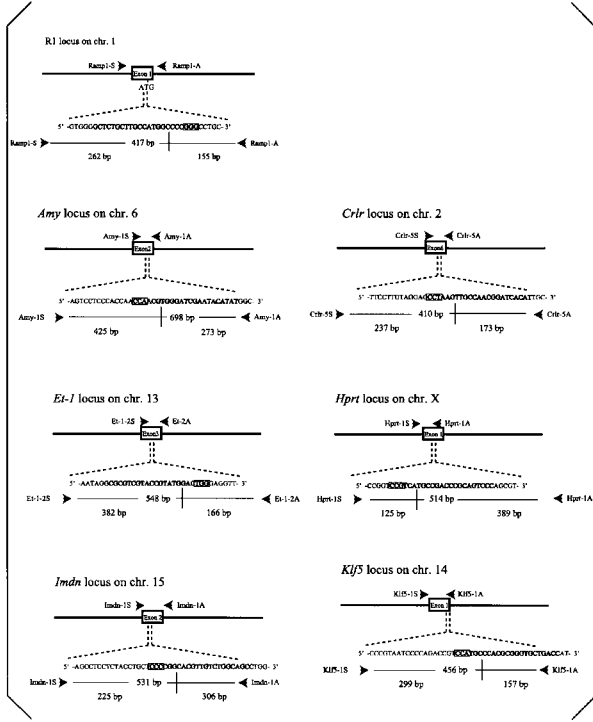 R1 locus on chr. 1
Ramp1-S Ramp1-A
Exon 1
ATG
5' -GTGGGGCTCTGCTTGCCATGGCCCCGGGCCTGC- 3'
Ramp1-S 417 bp Ramp1-A
262 bp 155 bp
Amy locus on chr. 6
Amy-1S Amy-1A
Exon2
5' -AGTCCTCCCACCAACCAACGTGGGATCGAATACATATGGC- 3'
Amy-1S 698 bp Amy-1A
425 bp 273 bp
Crlr locus on chr. 2
Crlr-5S Crlr-5A
Exon4
5' -TTCCTTUTAGGAGCCTAAGTTGCCAACGGATCACATTGC- 3'
Crlr-5S 410 bp Crlr-5A
237 bp 173 bp
Et-1 locus on chr. 13
Et-1-2S Et-2A
Exon3
5' -AATAGGCGCGTCGTACCGTATGGACTGGGAGGTT- 3'
Et-1-2S 548 bp Et-1-2A
382 bp 166 bp
Hprt locus on chr. X
Hprt-1S Hprt-1A
Exon 1
5' -CCGGTCCCGTCATGCCGACCCGCAGTCCCAGCGT- 3'
Hprt-1S 514 bp Hprt-1A
125 bp 389 bp
Imdn locus on chr. 15
Imdn-1S Imdn-1A
Exon 2
5' -AGCCTCCYCTACCTGCTCCCCGGCACGTTGTCTGGCAGCCTGG- 3'
Imdn-1S 531 bp Imdn-1A
225 bp 306 bp
Klf5 locus on chr. 14
Klf5-1S Klf5-1A
Exon 1
5' -CCCGTAATCCCCAGACCGTCCATGCCCACGCGGGTGCTGACCAT- 3'
Klf5-1S 456 bp Klf5-1A
299 bp 157 bp